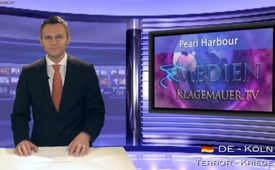 Pearl Harbour
MEDIEN
KLAGEMAUER.TV
DE - KÖLN
TERROR - KRIEGE